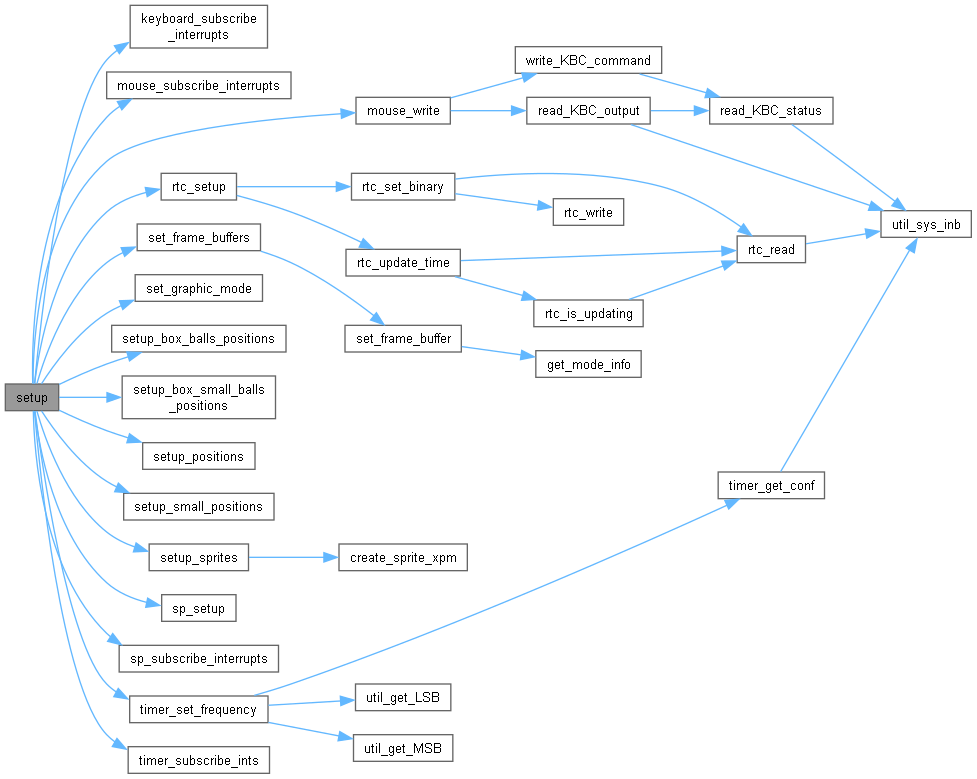 keyboard_subscribe
_interrupts
mouse_subscribe_interrupts
mouse_write
write_KBC_command
read_KBC_output
read_KBC_status
rtc_setup
rtc_set_binary
rtc_write
util_sys_inb
set_frame_buffers
rtc_update_time
rtc_read
set_graphic_mode
rtc_is_updating
setup_box_balls_positions
set_frame_buffer
get_mode_info
setup
setup_box_small_balls
_positions
setup_positions
timer_get_conf
setup_small_positions
setup_sprites
create_sprite_xpm
sp_setup
sp_subscribe_interrupts
timer_set_frequency
util_get_LSB
util_get_MSB
timer_subscribe_ints